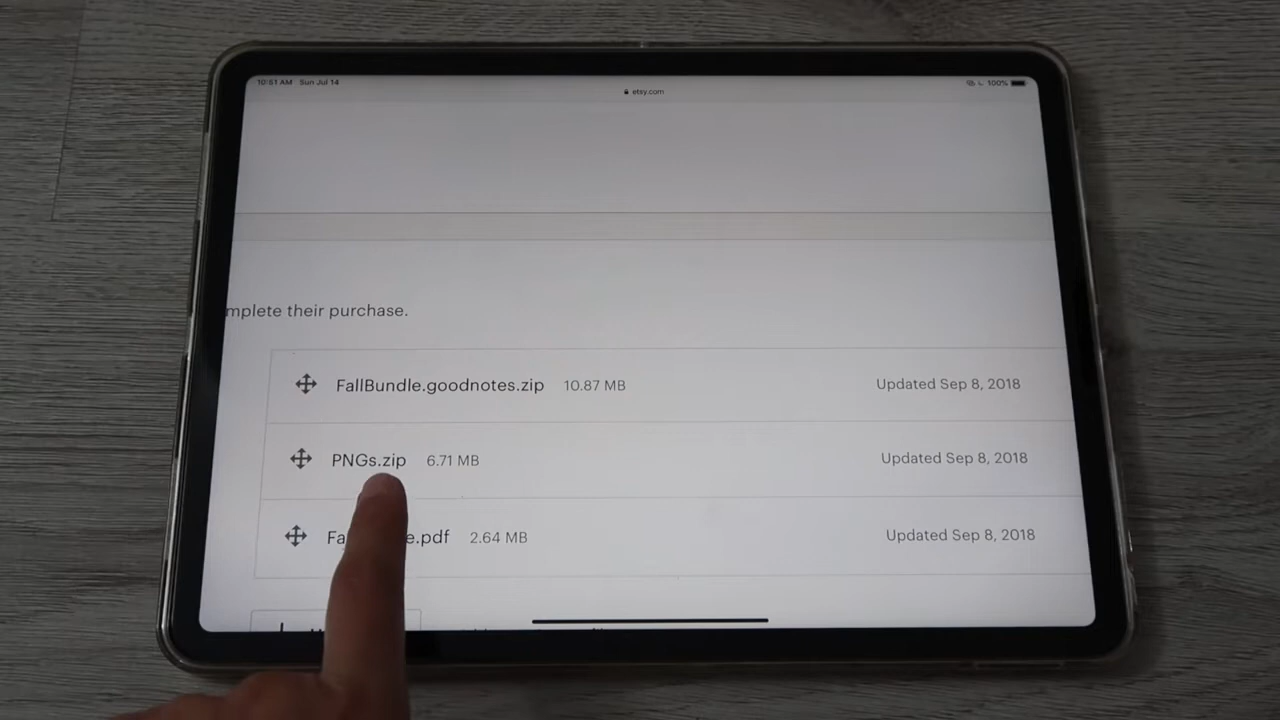 10:51 AM Sun Jul 14
etsy.com
100%
mplete their purchase.
FallBundle.goodnotes.zip 10.87 MB Updated Sep 8, 2018
PNGs.zip 6.71 MB Updated Sep 8, 2018
Fa e.pdf 2.64 MB Updated Sep 8, 2018